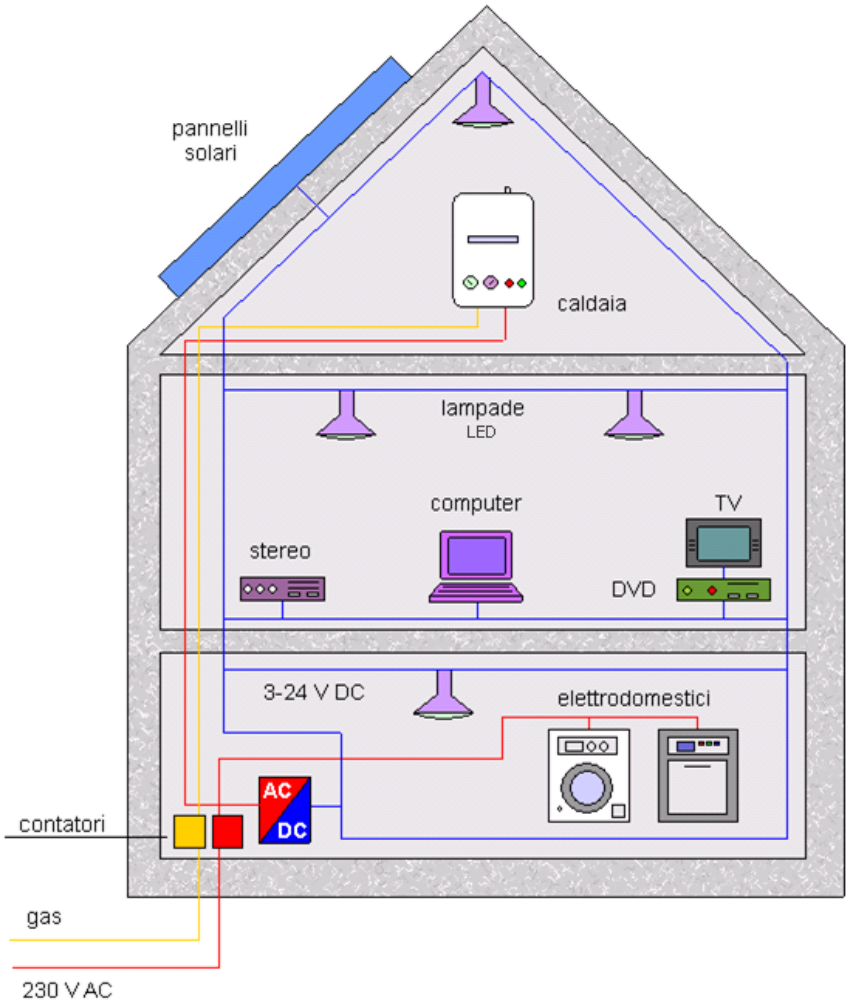 pannelli
solari
caldaia
lampade
LED
computer
TV
stereo
DVD
3-24 V DC
elettrodomestici
AC
DC
contatori
gas
230 V AC